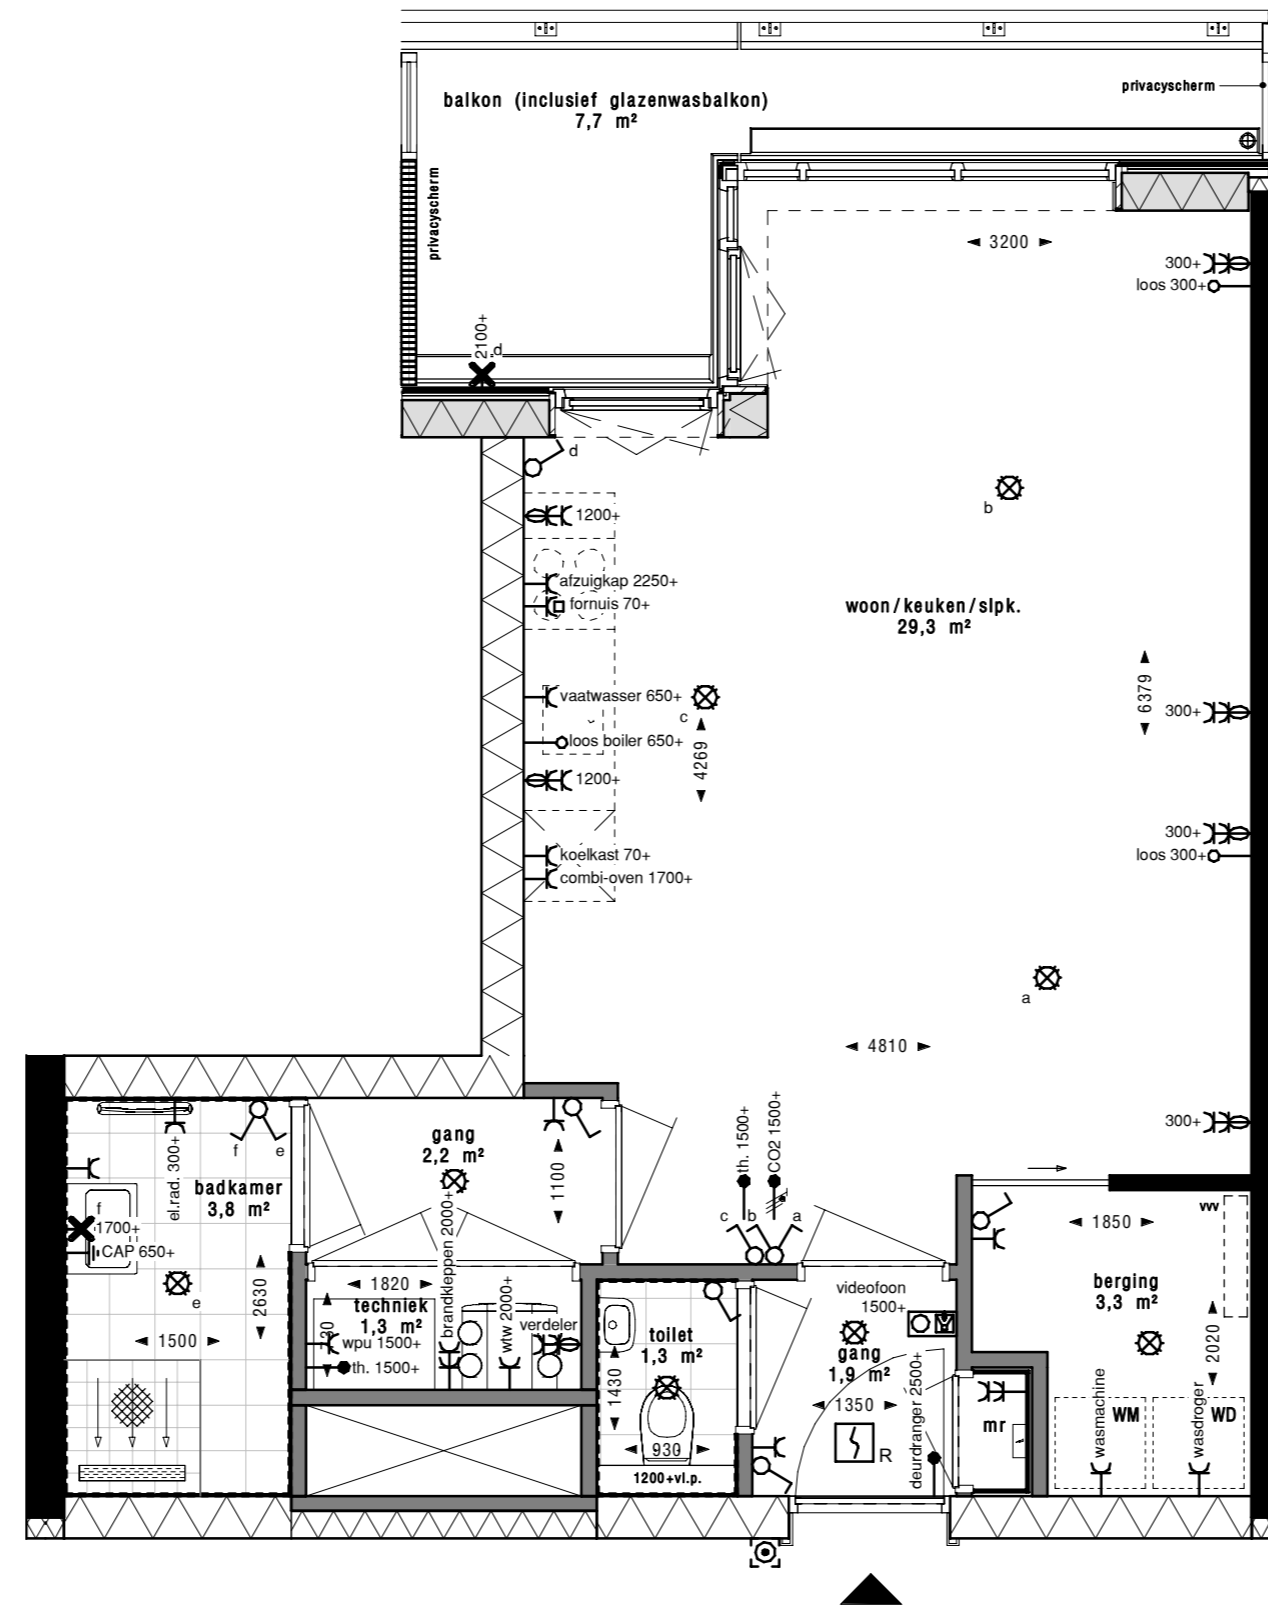 balkon (inclusief glazenwasbalkon)
7,7 m²
privacyscherm
privacyscherm
3200
300+
loos 300+
2100+
d
d
1200+
b
afzuigkap 2250+
fornuis 70+
woon/keuken/slpk.
29,3 m²
6379
vaatwasser 650+
c
300+
loos boiler 650+
4269
1200+
300+
loos 300+
koelkast 70+
combi-oven 1700+
a
4810
th. 1500+
CO2 1500+
300+
gang
2,2 m²
1100
el.rad. 300+
f
e
badkamer
3,8 m²
f
1700+
CAP 650+
e
2630
1500
c
b
a
1850
vvv
berging
3,3 m²
2020
1820
techniek
1,3 m²
brandkleppen 2000+
wtw 2000+
verdeler
wpu 1500+
th. 1500+
toilet
1,3 m²
1430
930
1200+vl.p.
videofoon
1500+
gang
1,9 m²
1350
R
deurdranger 2500+
mr
wasmachine
WM
wasdroger
WD